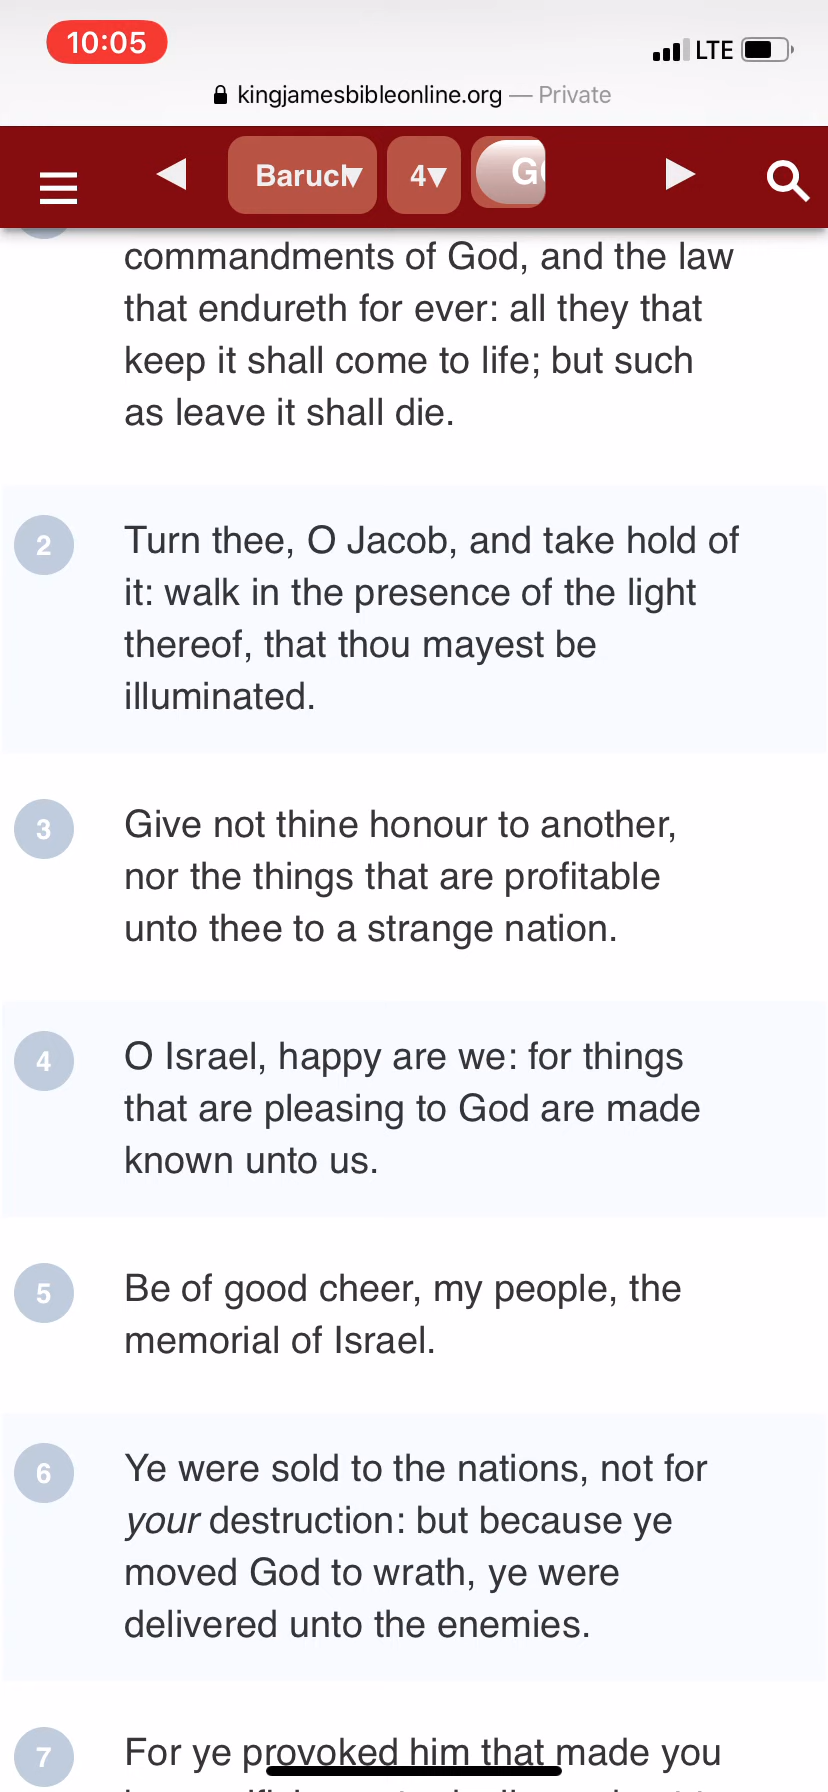 10:05
LTE
kingjamesbibleonline.org — Private
Baruch
4
commandments of God, and the law
that endureth for ever: all they that
keep it shall come to life; but such
as leave it shall die.
2
Turn thee, O Jacob, and take hold of
it: walk in the presence of the light
thereof, that thou mayest be
illuminated.
3
Give not thine honour to another,
nor the things that are profitable
unto thee to a strange nation.
4
O Israel, happy are we: for things
that are pleasing to God are made
known unto us.
5
Be of good cheer, my people, the
memorial of Israel.
6
Ye were sold to the nations, not for
your destruction: but because ye
moved God to wrath, ye were
delivered unto the enemies.
7
For ye provoked him that made you